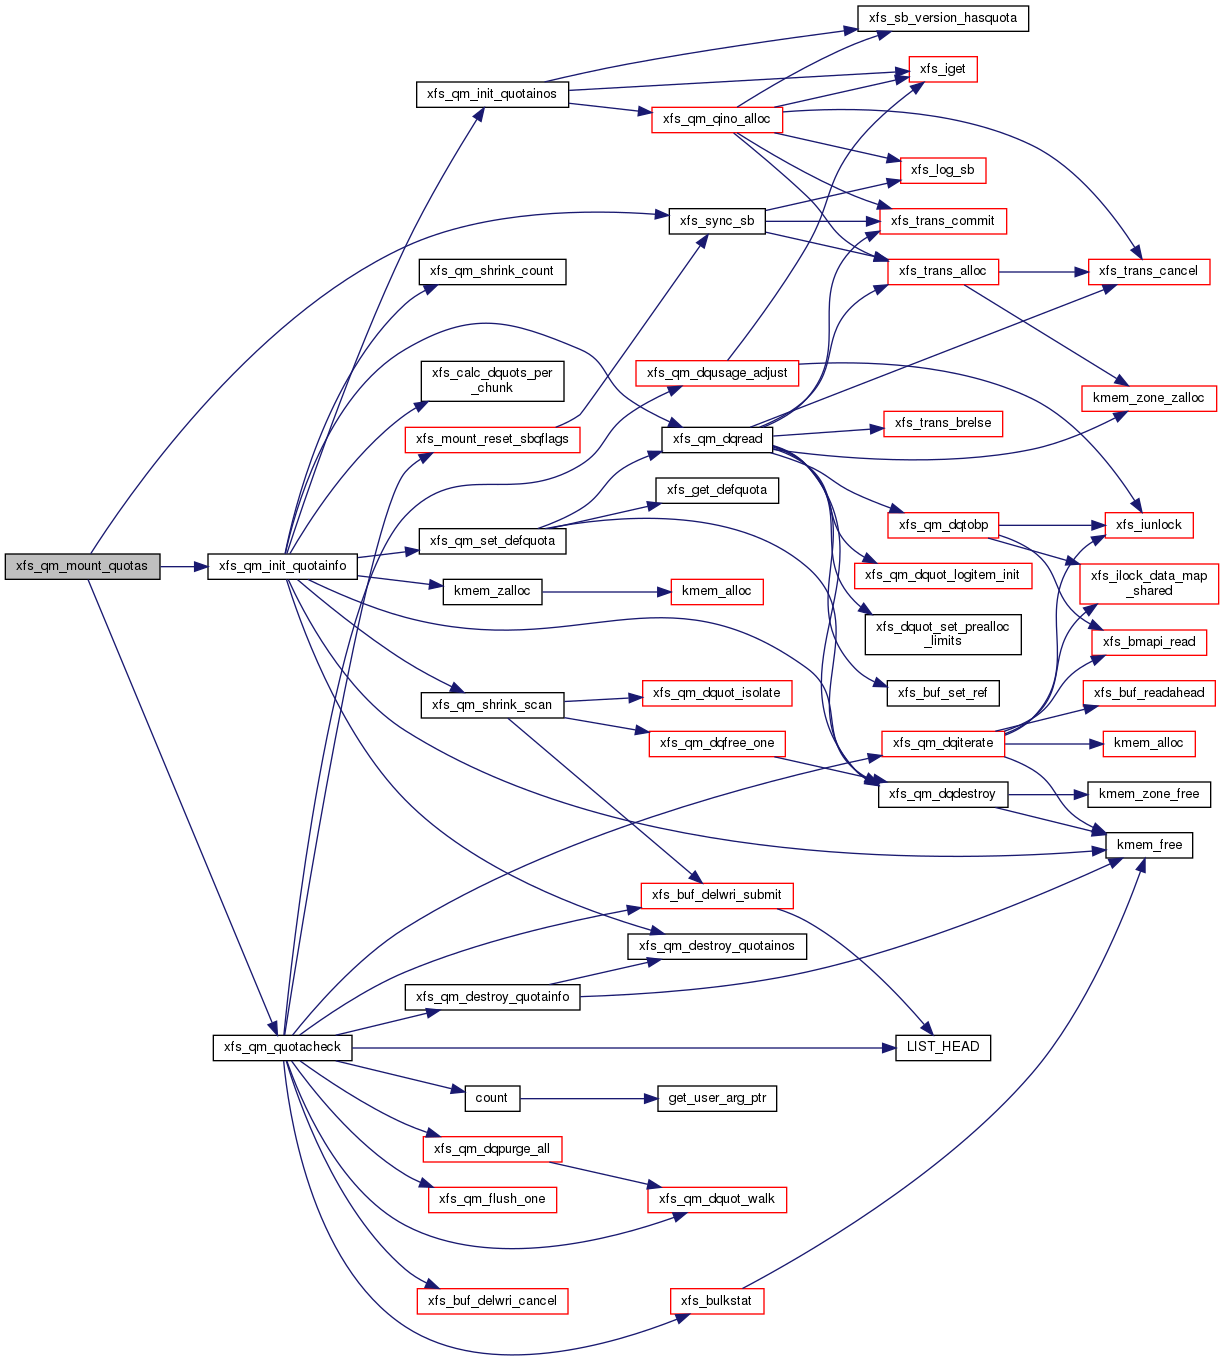 xfs_sb_version_hasquota
xfs_iget
xfs_qm_init_quotainos
xfs_qm_qino_alloc
xfs_log_sb
xfs_sync_sb
xfs_trans_commit
xfs_qm_shrink_count
xfs_trans_alloc
xfs_trans_cancel
xfs_calc_dquots_per
_chunk
xfs_qm_dqusage_adjust
kmem_zone_zalloc
xfs_mount_reset_sbqflags
xfs_qm_dqread
xfs_trans_brelse
xfs_get_defquota
xfs_qm_set_defquota
xfs_qm_dqtobp
xfs_iunlock
xfs_qm_mount_quotas
xfs_qm_init_quotainfo
kmem_zalloc
kmem_alloc
xfs_qm_dquot_logitem_init
xfs_ilock_data_map
_shared
xfs_dquot_set_prealloc
_limits
xfs_bmapi_read
xfs_qm_shrink_scan
xfs_qm_dquot_isolate
xfs_buf_set_ref
xfs_buf_readahead
xfs_qm_dqfree_one
xfs_qm_dqiterate
kmem_alloc
xfs_qm_dqdestroy
kmem_zone_free
kmem_free
xfs_buf_delwri_submit
xfs_qm_destroy_quotainos
xfs_qm_destroy_quotainfo
xfs_qm_quotacheck
LIST_HEAD
count
get_user_arg_ptr
xfs_qm_dqpurge_all
xfs_qm_flush_one
xfs_qm_dquot_walk
xfs_buf_delwri_cancel
xfs_bulkstat